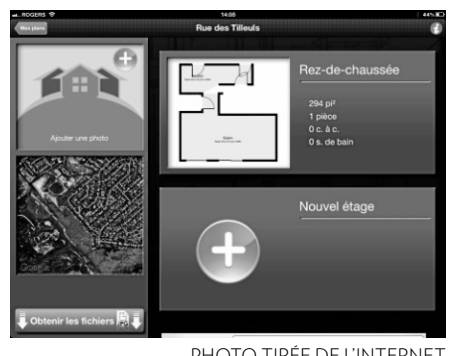 ROGERS
14:05
44%
Mes plans
Rue des Tilleuls
Ajouter une photo
Rez-de-chaussée
294 pi²
1 pièce
0 c. à c.
0 s. de bain
Salon
Nouvel étage
Obtenir les fichiers
PHOTO TIRÉE DE L'INTERNET